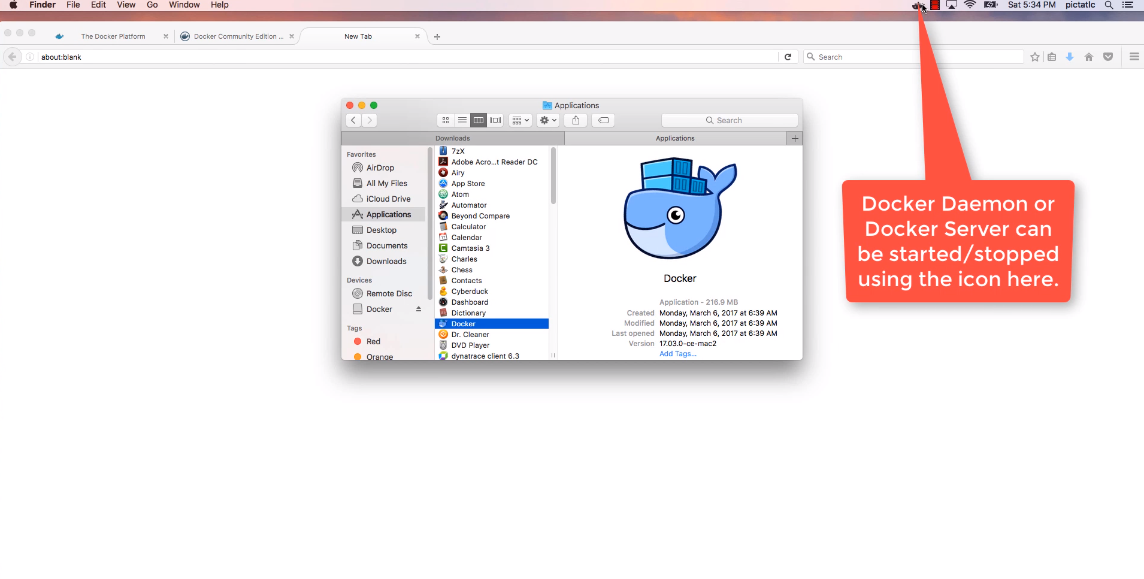 Finder File Edit View Go Window Help Sat 5:34 PM pictatlc
The Docker Platform
Docker Community Edition ...
New Tab
about:blank
Search
Applications
Search
Downloads
Applications
Favorites
AirDrop
All My Files
iCloud Drive
Applications
Desktop
Documents
Downloads
Devices
Remote Disc
Docker
Tags
Red
Orange
7zX
Adobe Acro...t Reader DC
Airy
App Store
Atom
Automator
Beyond Compare
Calculator
Calendar
Camtasia 3
Charles
Chess
Contacts
Cyberduck
Dashboard
Dictionary
Docker
Dr. Cleaner
DVD Player
dynatrace client 6.3
Docker
Application - 216.9 MB
Created Monday, March 6, 2017 at 6:39 AM
Modified Monday, March 6, 2017 at 6:39 AM
Last opened Monday, March 6, 2017 at 6:39 AM
Version 17.03.0-ce-mac2
Add Tags...
Docker Daemon or
Docker Server can
be started/stopped
using the icon here.